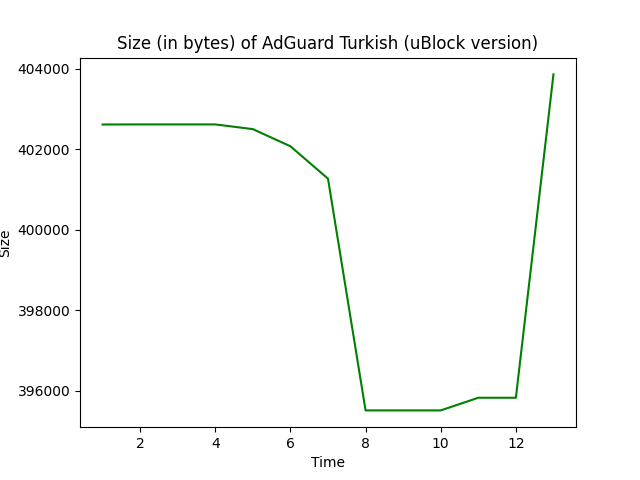 Size (in bytes) of AdGuard Turkish (uBlock version)
404000
402000
400000
398000
396000
Size
2 4 6 8 10 12
Time